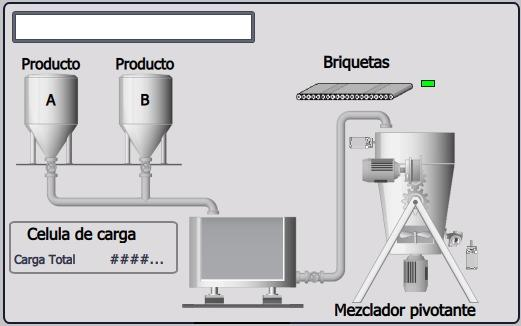 Producto Producto
Briquetas
A B
Celula de carga
Carga Total ####...
Mezclador pivotante